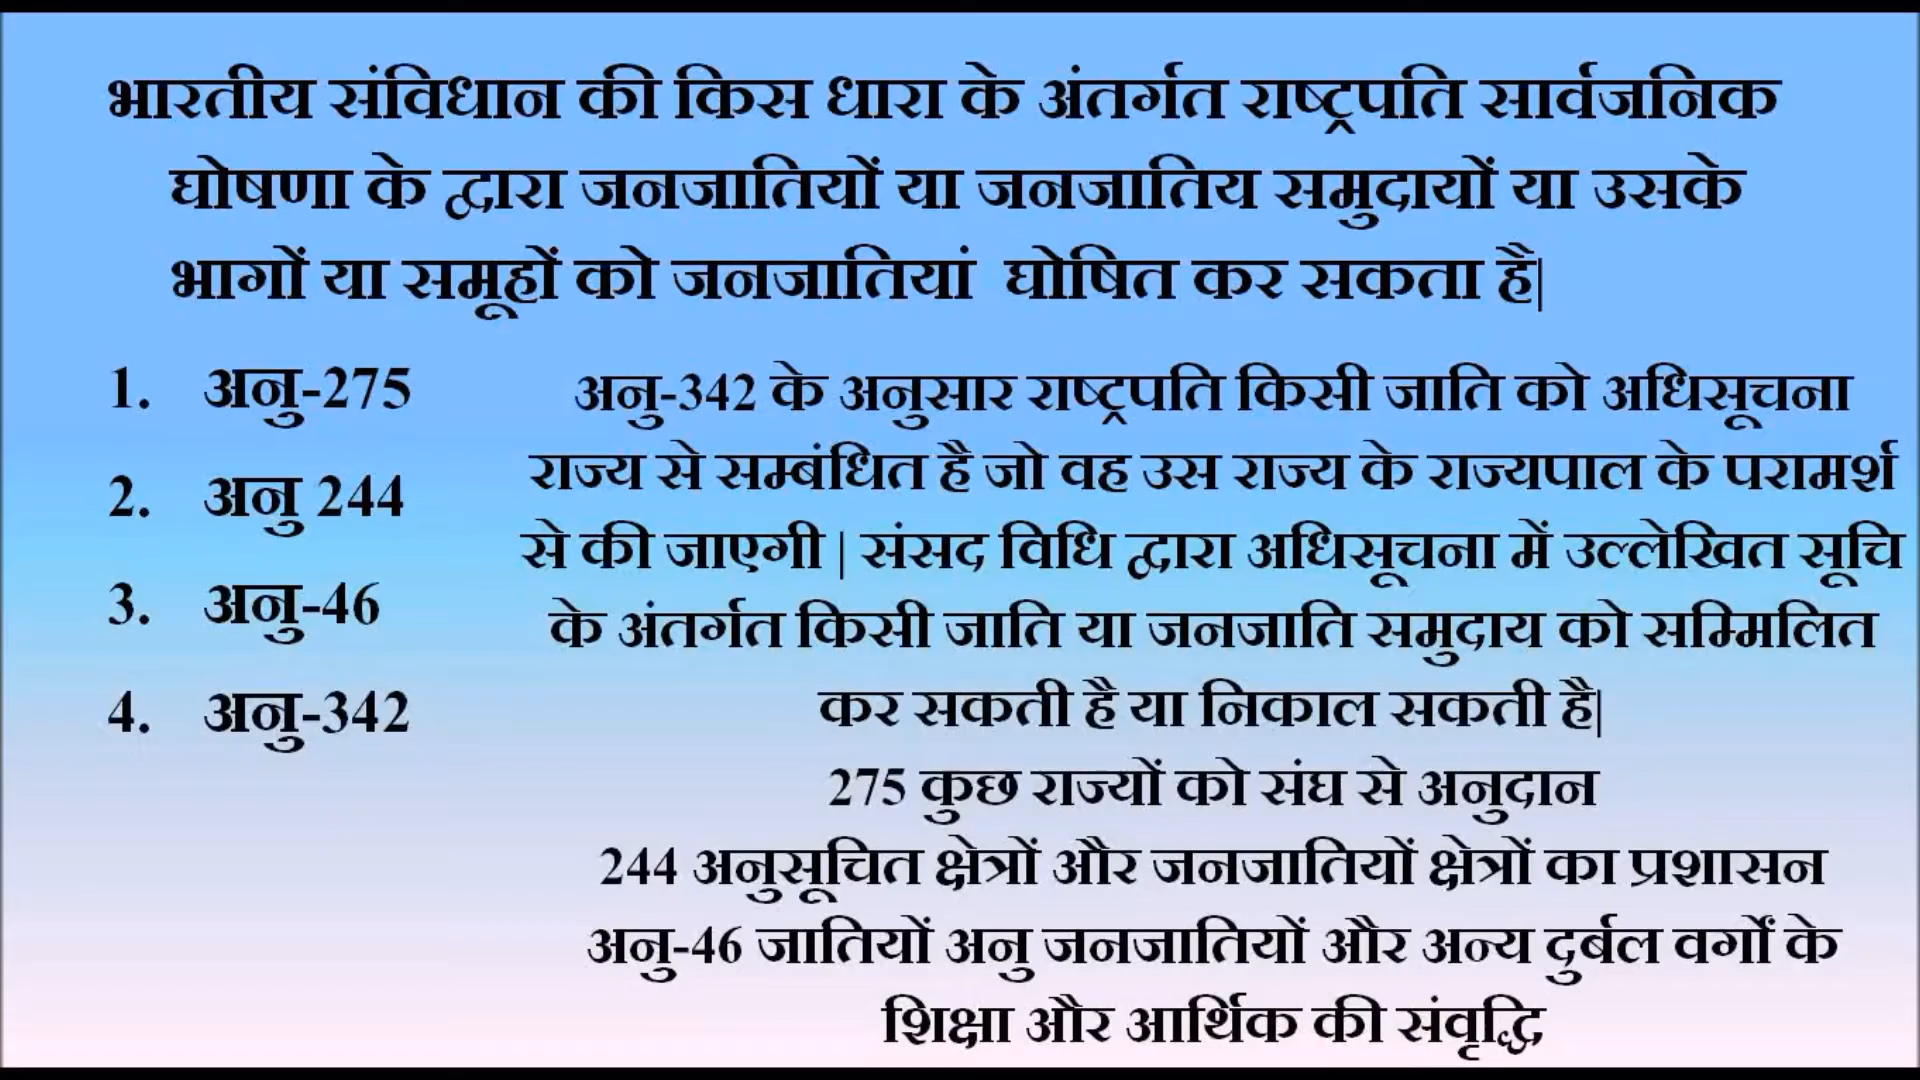 भारतीय संविधान की किस धारा के अंतर्गत राष्ट्रपति सार्वजनिक
घोषणा के द्वारा जनजातियों या जनजातिय समुदायों या उसके
भागों या समूहों को जनजातियां घोषित कर सकता है|
1. अनु-275
2. अनु 244
3. अनु-46
4. अनु-342
अनु-342 के अनुसार राष्ट्रपति किसी जाति को अधिसूचना
राज्य से सम्बंधित है जो वह उस राज्य के राज्यपाल के परामर्श
से की जाएगी | संसद विधि द्वारा अधिसूचना में उल्लेखित सूचि
के अंतर्गत किसी जाति या जनजाति समुदाय को सम्मिलित
कर सकती है या निकाल सकती है|
275 कुछ राज्यों को संघ से अनुदान
244 अनुसूचित क्षेत्रों और जनजातियों क्षेत्रों का प्रशासन
अनु-46 जातियों अनु जनजातियों और अन्य दुर्बल वर्गों के
शिक्षा और आर्थिक की संवृद्धि